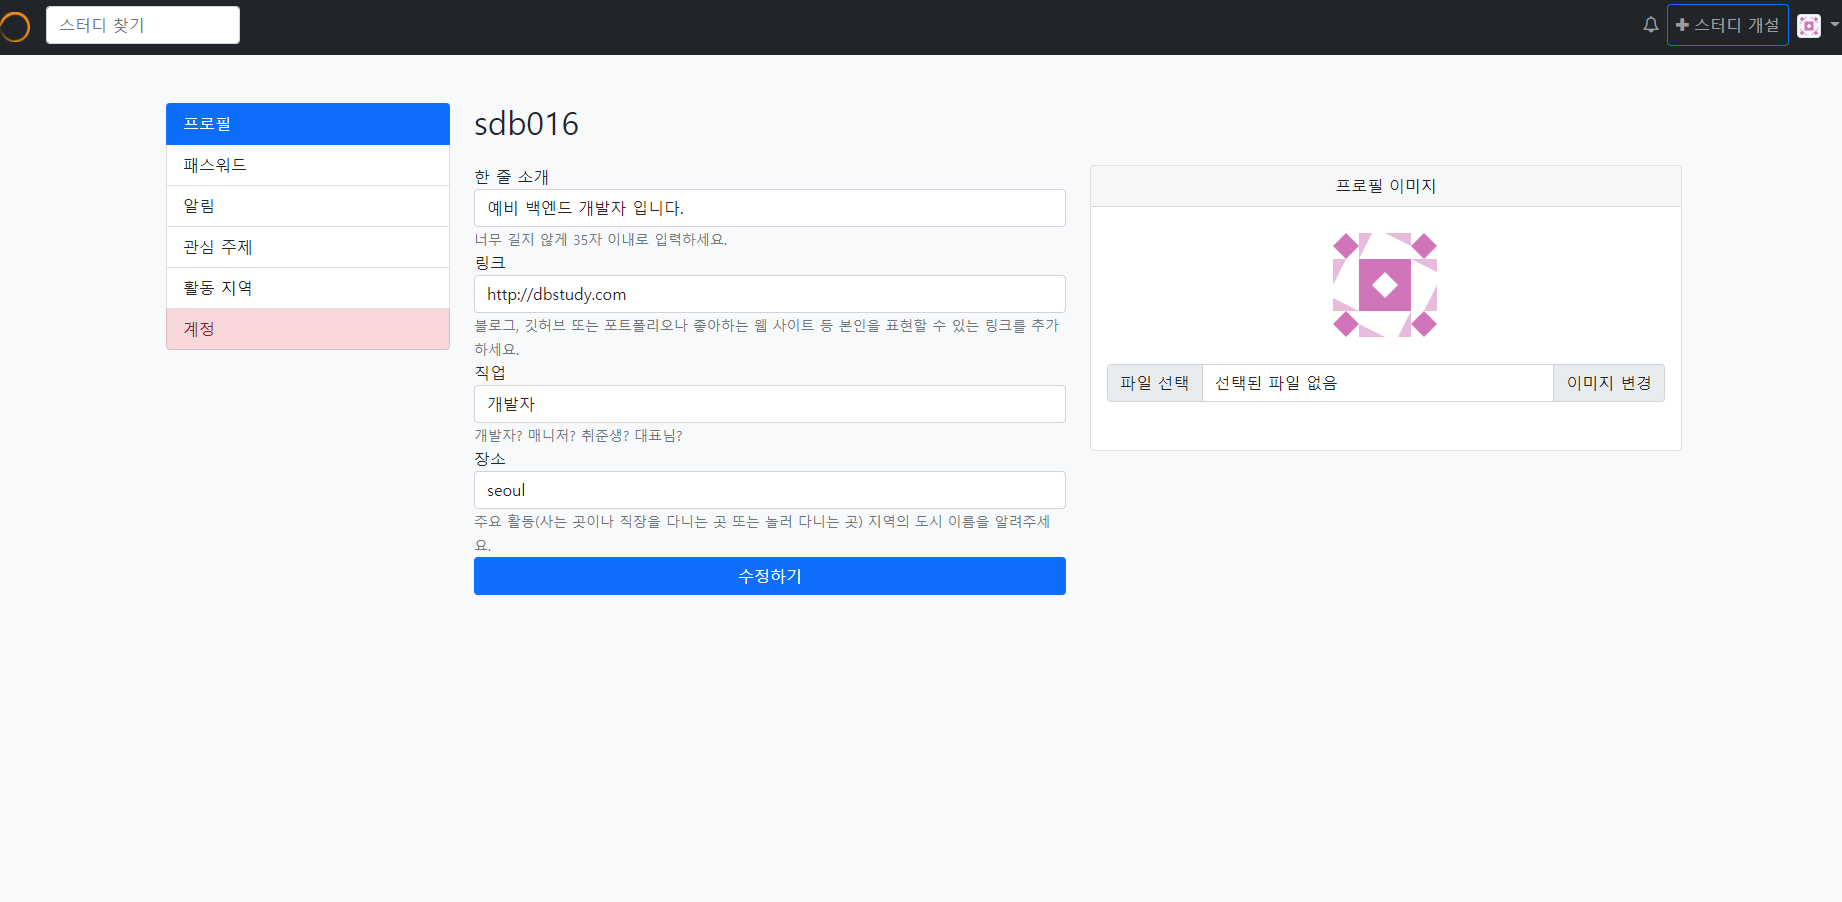 스터디 찾기
스터디 개설
프로필
패스워드
알림
관심 주제
활동 지역
계정
sdb016
한 줄 소개
예비 백엔드 개발자 입니다.
너무 길지 않게 35자 이내로 입력하세요.
링크
http://dbstudy.com
블로그, 깃허브 또는 포트폴리오나 좋아하는 웹 사이트 등 본인을 표현할 수 있는 링크를 추가
하세요.
직업
개발자
개발자? 매니저? 취준생? 대표님?
장소
seoul
주요 활동(사는 곳이나 직장을 다니는 곳 또는 놀러 다니는 곳) 지역의 도시 이름을 알려주세
요.
수정하기
프로필 이미지
파일 선택 선택된 파일 없음 이미지 변경